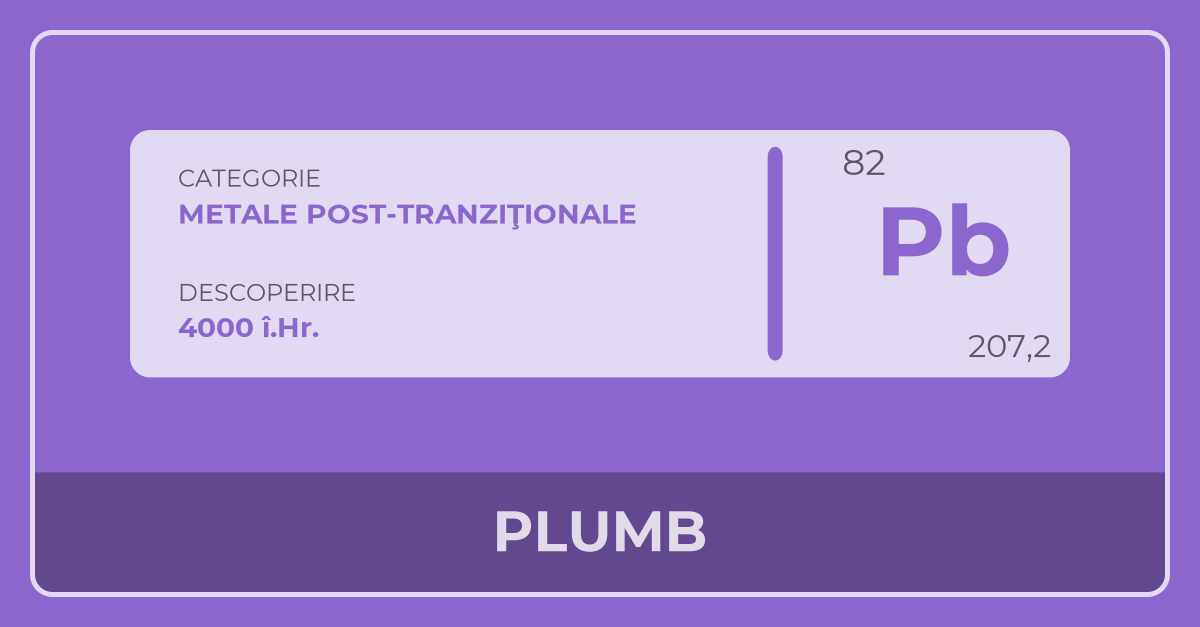 CATEGORIE
METALE POST-TRANZIŢIONALE
DESCOPERIRE
4000 î.Hr.
82
Pb
207,2
PLUMB